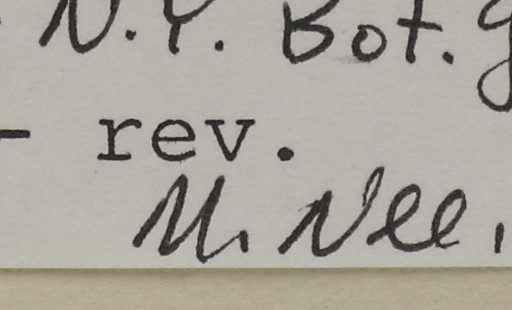 N.Y. Bot. g
- rev.
M. Nee,